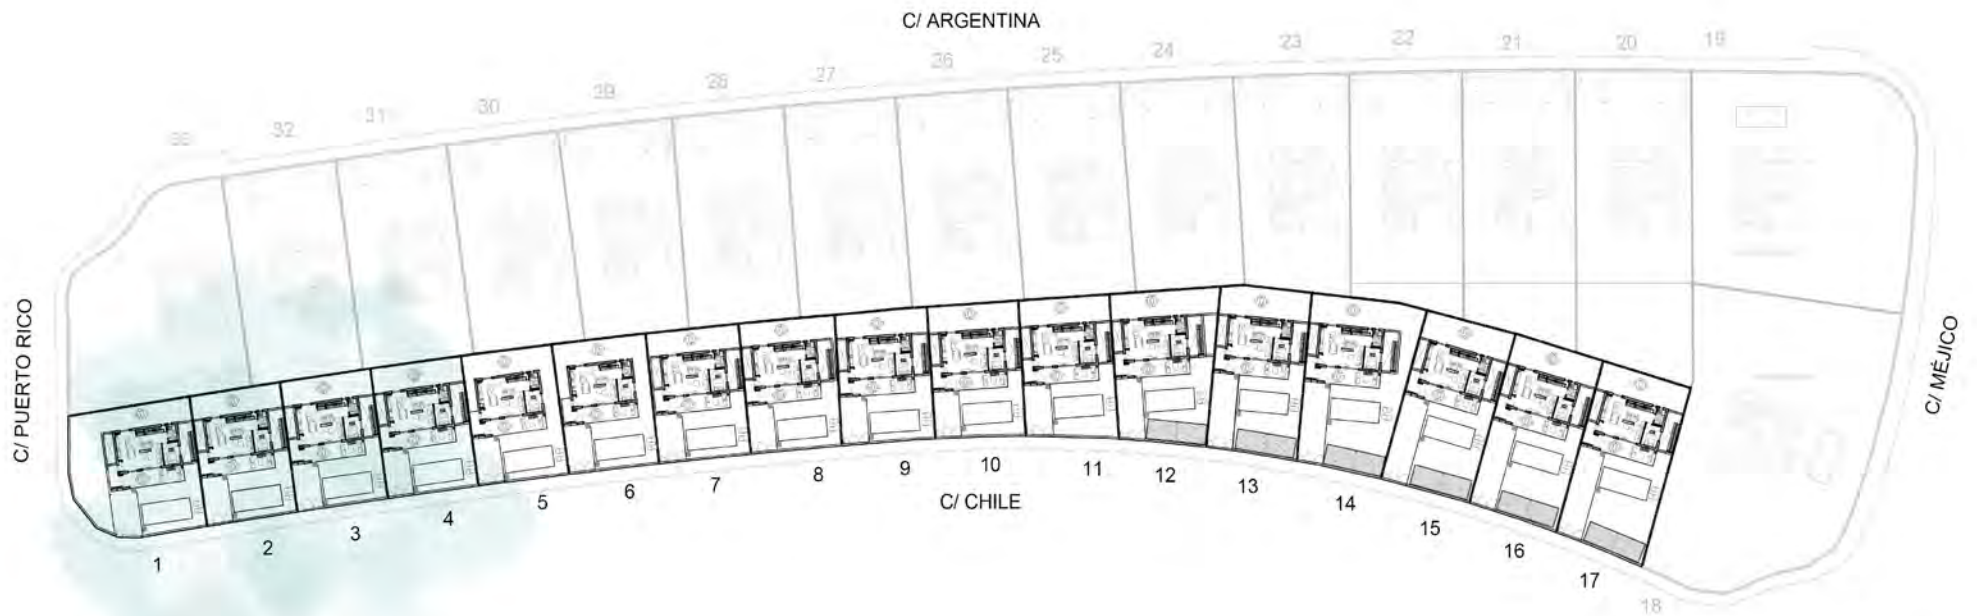 C/ ARGENTINA
33 32 31 30 29 28 27 26 25 24 23 22 21 20 19
C/ PUERTO RICO
C/ MÉJICO
C/ CHILE
1 2 3 4 5 6 7 8 9 10 11 12 13 14 15 16 17
18